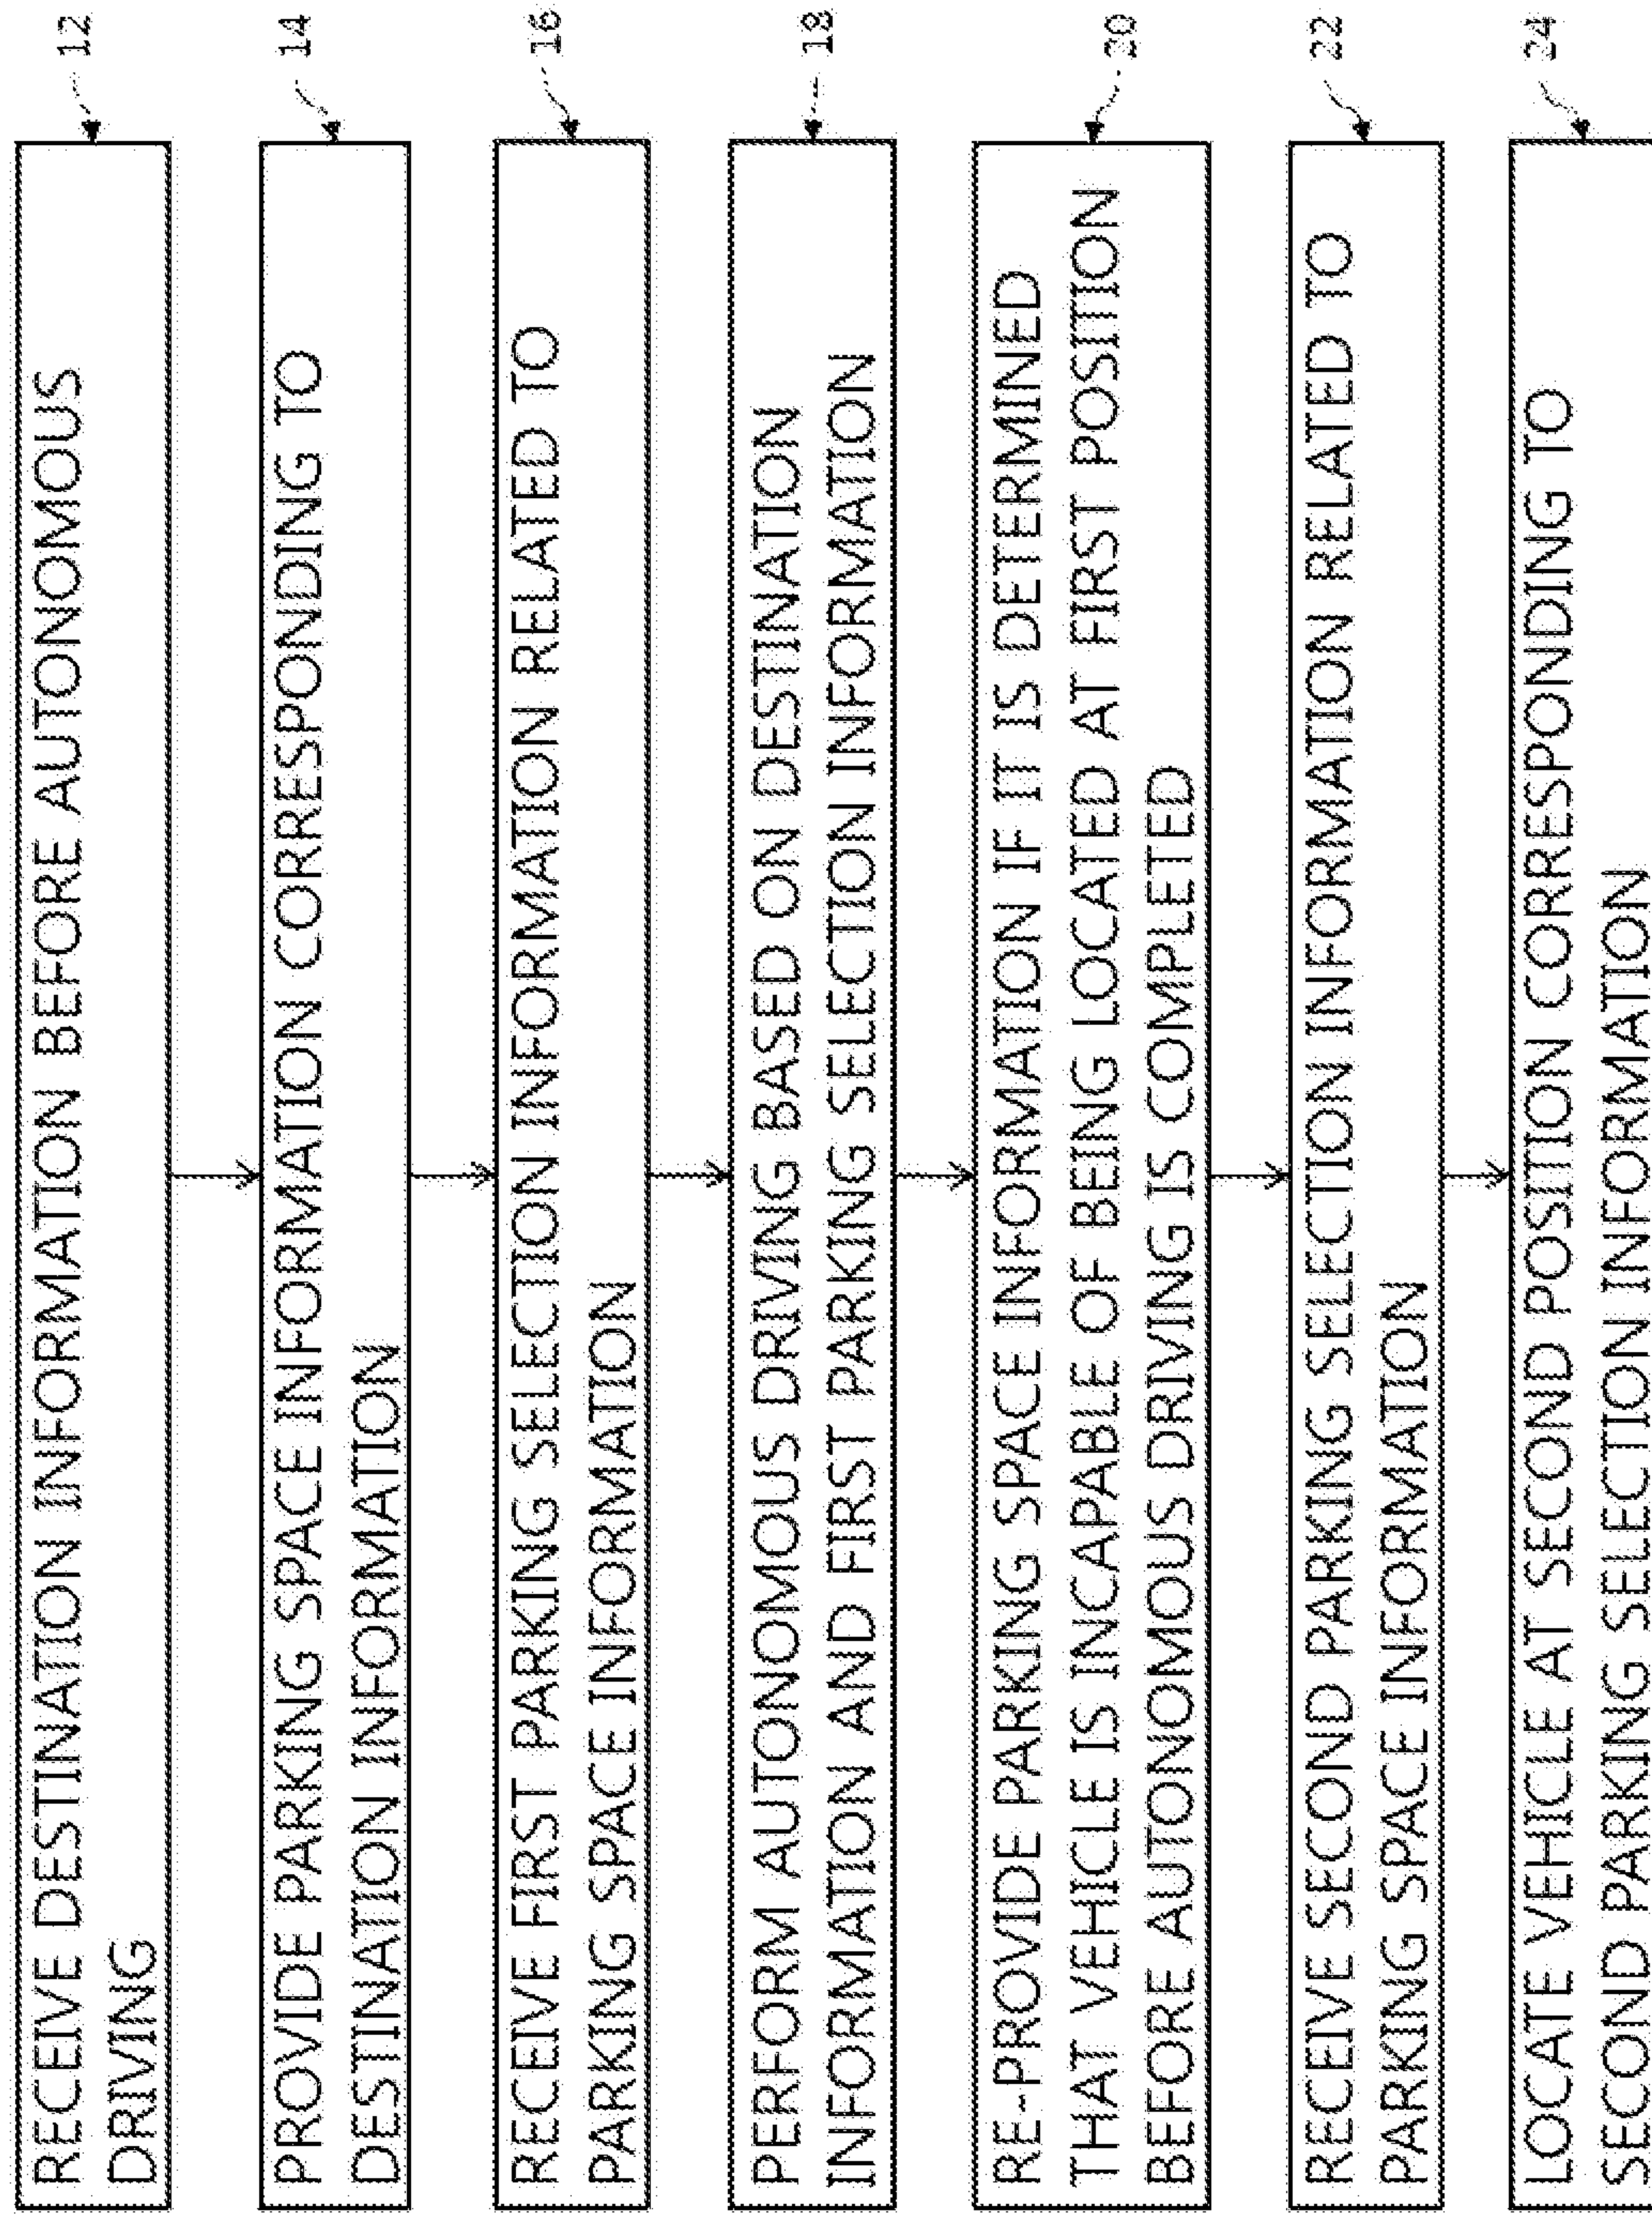 RECEIVE DESTINATION INFORMATION BEFORE AUTONOMOUS
DRIVING
12
PROVIDE PARKING SPACE INFORMATION CORRESPONDING TO
DESTINATION INFORMATION
14
RECEIVE FIRST PARKING SELECTION INFORMATION RELATED TO
PARKING SPACE INFORMATION
16
PERFORM AUTONOMOUS DRIVING BASED ON DESTINATION
INFORMATION AND FIRST PARKING SELECTION INFORMATION
18
RE-PROVIDE PARKING SPACE INFORMATION IF IT IS DETERMINED
THAT VEHICLE IS INCAPABLE OF BEING LOCATED AT FIRST POSITION
BEFORE AUTONOMOUS DRIVING IS COMPLETED
20
RECEIVE SECOND PARKING SELECTION INFORMATION RELATED TO
PARKING SPACE INFORMATION
22
LOCATE VEHICLE AT SECOND POSITION CORRESPONDING TO
SECOND PARKING SELECTION INFORMATION
24